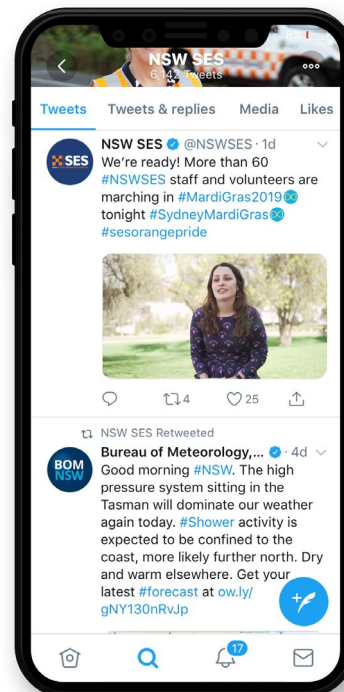 NSW SES
6,142 Tweets
Tweets Tweets & replies Media Likes
NSW SES @NSWSES · 1d
SES
We're ready! More than 60
#NSWSES staff and volunteers are
marching in #MardiGras2019
tonight #SydneyMardiGras
#sesorangepride
4 25
NSW SES Retweeted
Bureau of Meteorology,... · 4d
BOM
NSW
Good morning #NSW. The high
pressure system sitting in the
Tasman will dominate our weather
again today. #Shower activity is
expected to be confined to the
coast, more likely further north. Dry
and warm elsewhere. Get your
latest #forecast at ow.ly/
gNY130nRvJp
17